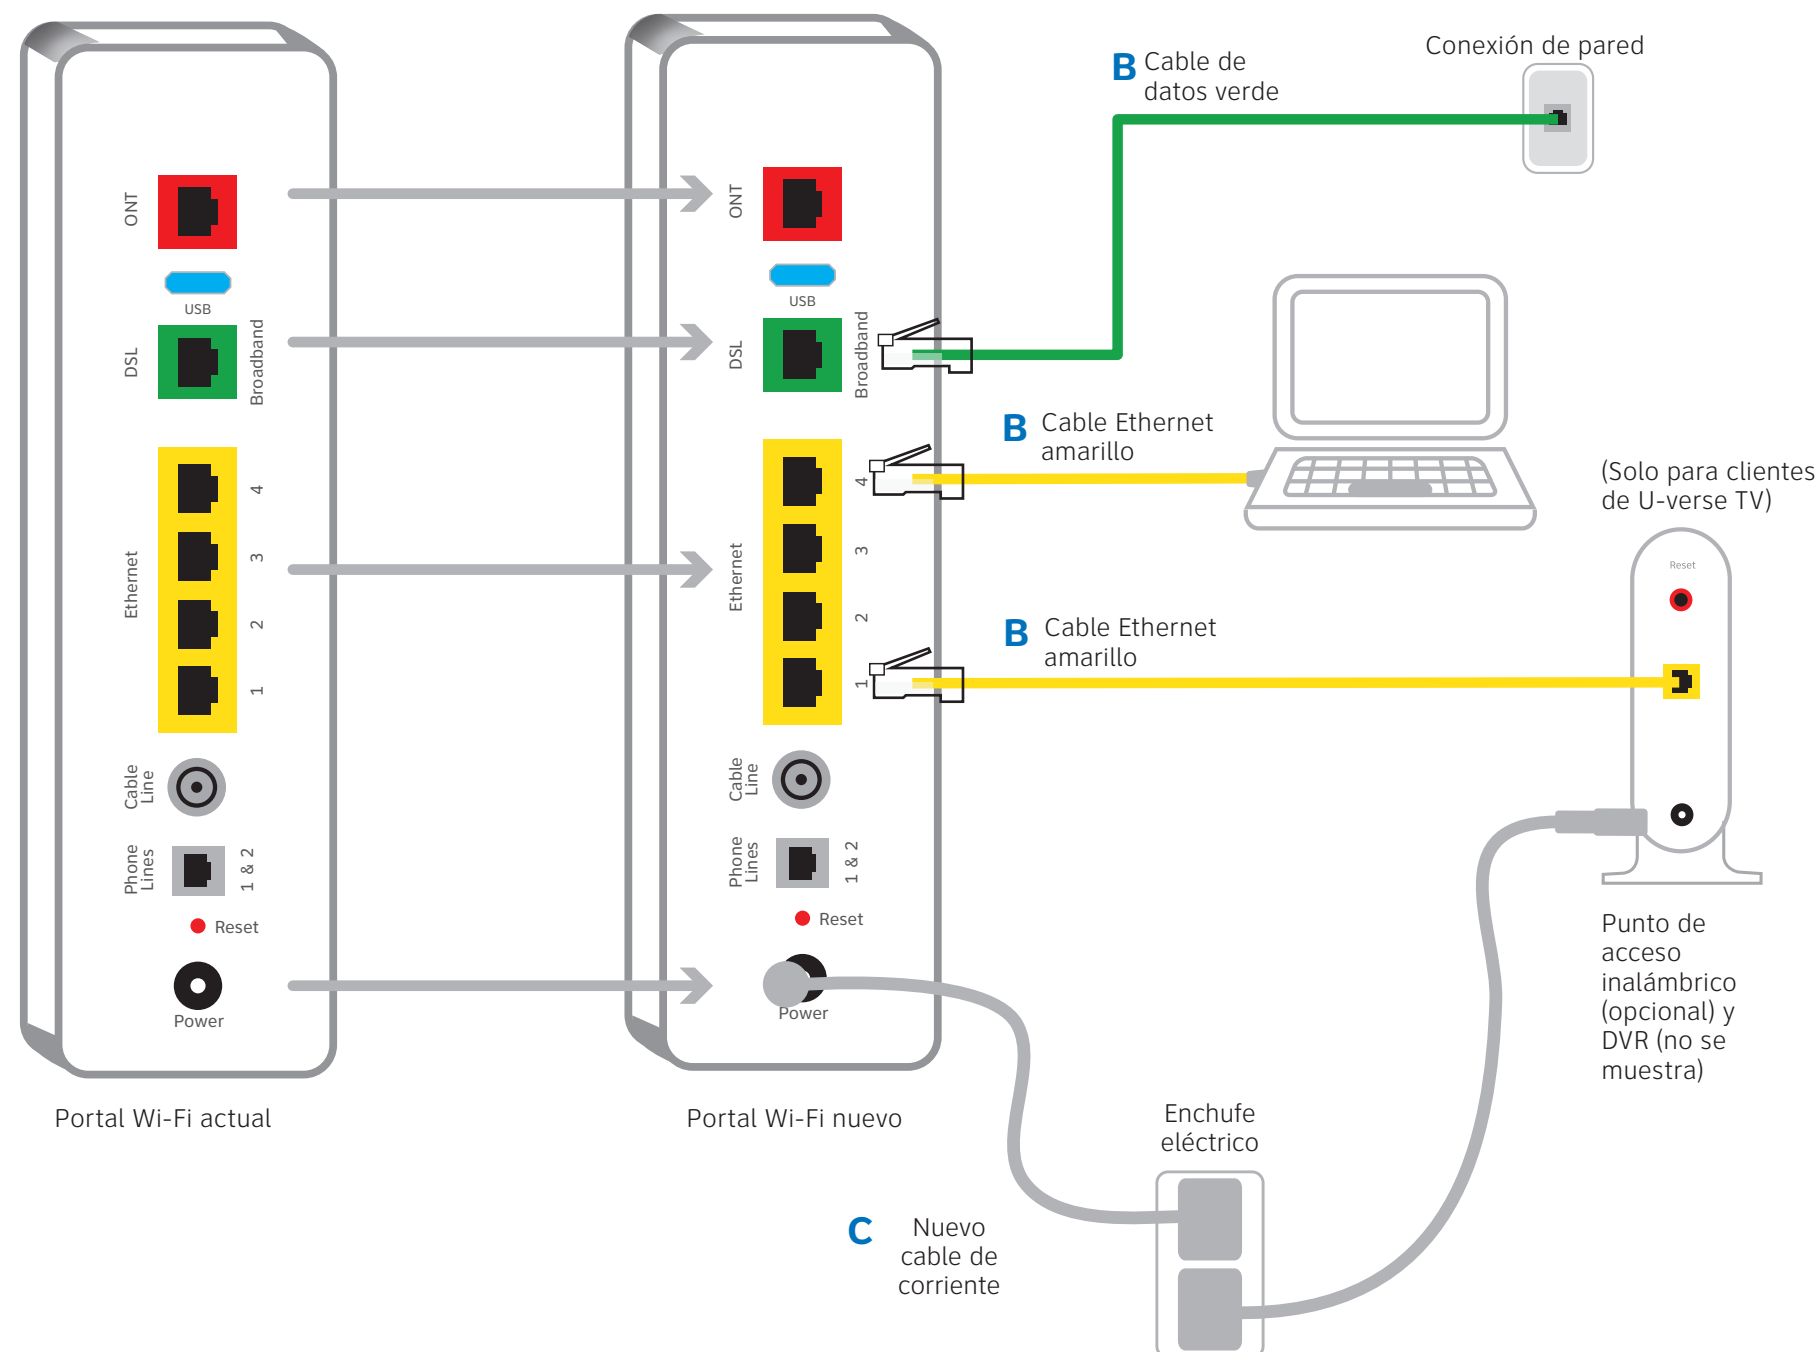 ONT
USB
DSL
Broadband
Ethernet
4
3
2
1
Cable
Line
Phone
Lines
1 & 2
Reset
Power
Portal Wi-Fi actual
ONT
USB
DSL
Broadband
Ethernet
4
3
2
1
Cable
Line
Phone
Lines
1 & 2
Reset
Power
Portal Wi-Fi nuevo
B Cable de
datos verde
Conexión de pared
B Cable Ethernet
amarillo
B Cable Ethernet
amarillo
(Solo para clientes
de U-verse TV)
Reset
Punto de
acceso
inalámbrico
(opcional) y
DVR (no se
muestra)
Enchufe
eléctrico
C Nuevo
cable de
corriente